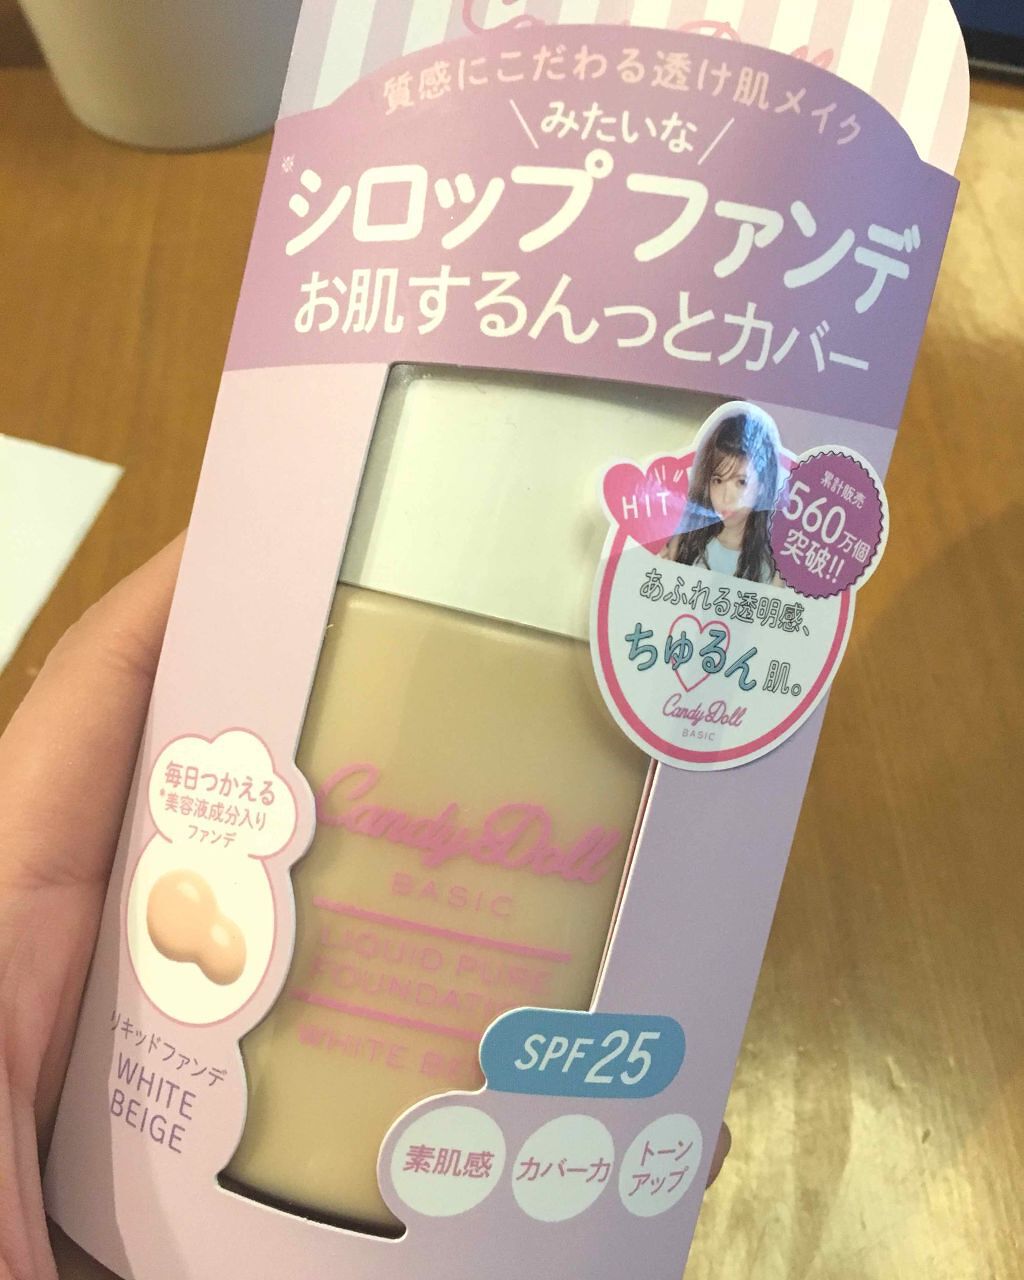 質感にこだわる透け肌メイク
みたいな
※
シロップファンデ
お肌するんっとカバー
HIT
累計販売
560万個
突破!!
あふれる透明感、
ちゅるん肌。
Candy Doll
BASIC
毎日つかえる
*美容液成分入り
ファンデ
リキッドファンデ
WHITE
BEIGE
Candy Doll
BASIC
LIQUID PURE
WHITE
SPF25
素肌感
カバー力
トーン
アップ